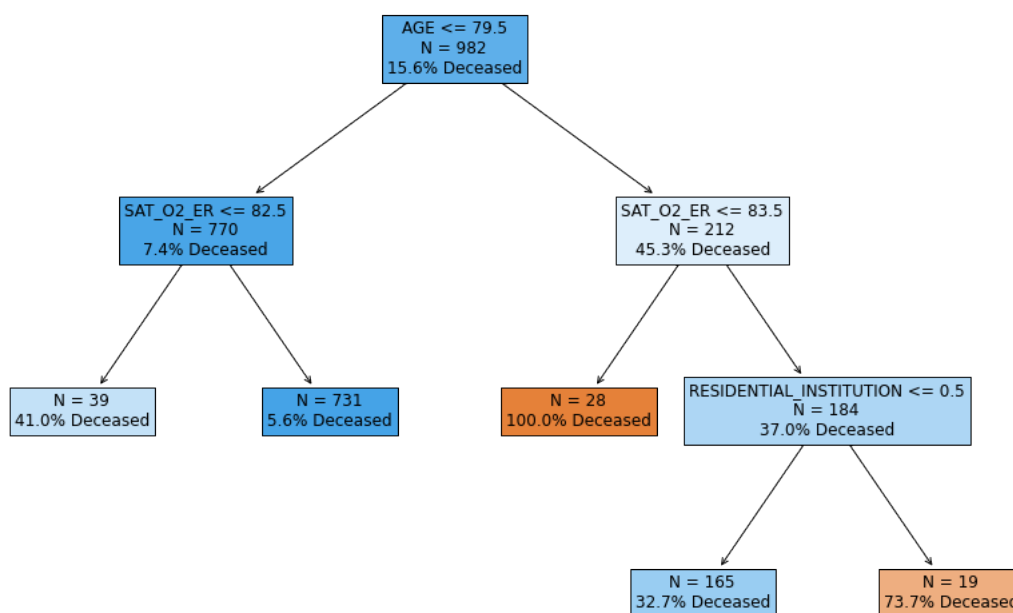 AGE <= 79.5
N = 982
15.6% Deceased
SAT_O2_ER <= 82.5
N = 770
7.4% Deceased
SAT_O2_ER <= 83.5
N = 212
45.3% Deceased
N = 39
41.0% Deceased
N = 731
5.6% Deceased
N = 28
100.0% Deceased
RESIDENTIAL_INSTITUTION <= 0.5
N = 184
37.0% Deceased
N = 165
32.7% Deceased
N = 19
73.7% Deceased